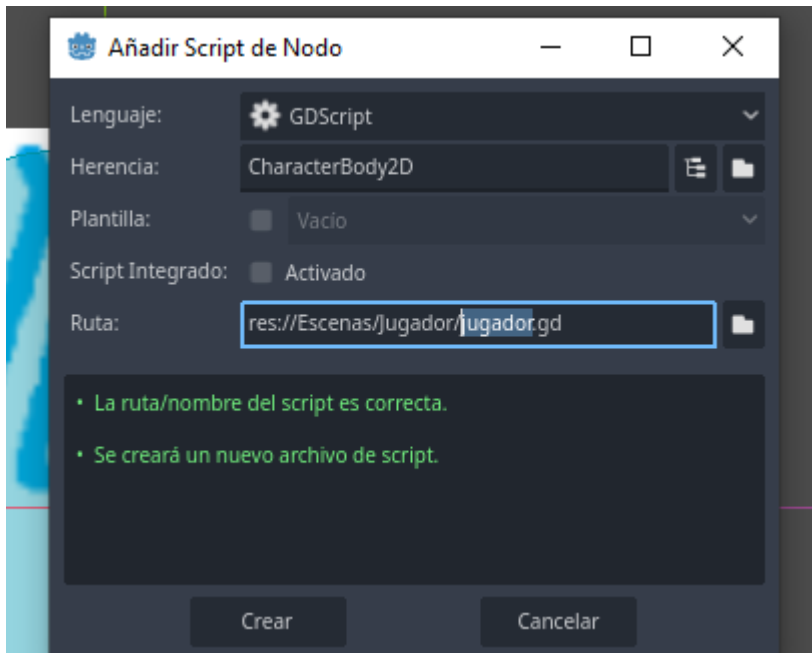 Añadir Script de Nodo
Lenguaje: GDScript
Herencia: CharacterBody2D
Plantilla: Vacío
Script Integrado: Activado
Ruta: res://Escenas/Jugador/jugador.gd
• La ruta/nombre del script es correcta.
• Se creará un nuevo archivo de script.
Crear Cancelar